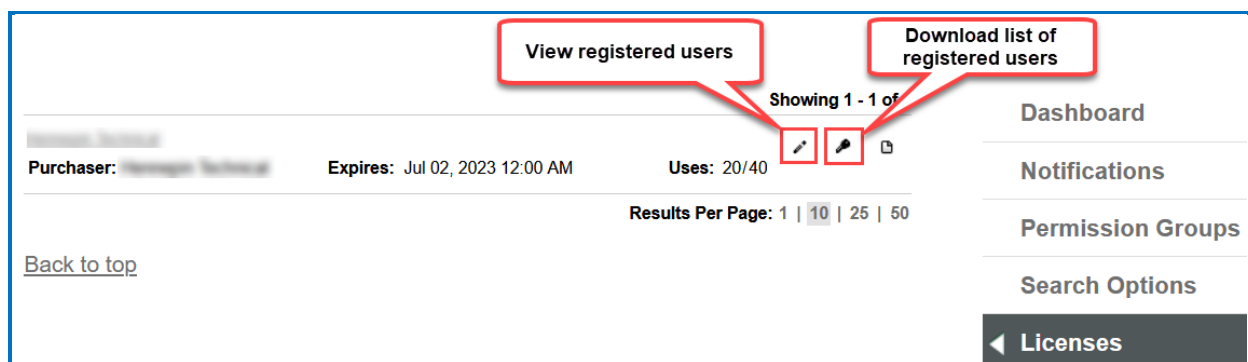 View registered users
Download list of
registered users
Showing 1 - 1 of
Purchaser:
Expires: Jul 02, 2023 12:00 AM
Uses: 20/40
Results Per Page: 1 | 10 | 25 | 50
Back to top
Dashboard
Notifications
Permission Groups
Search Options
Licenses